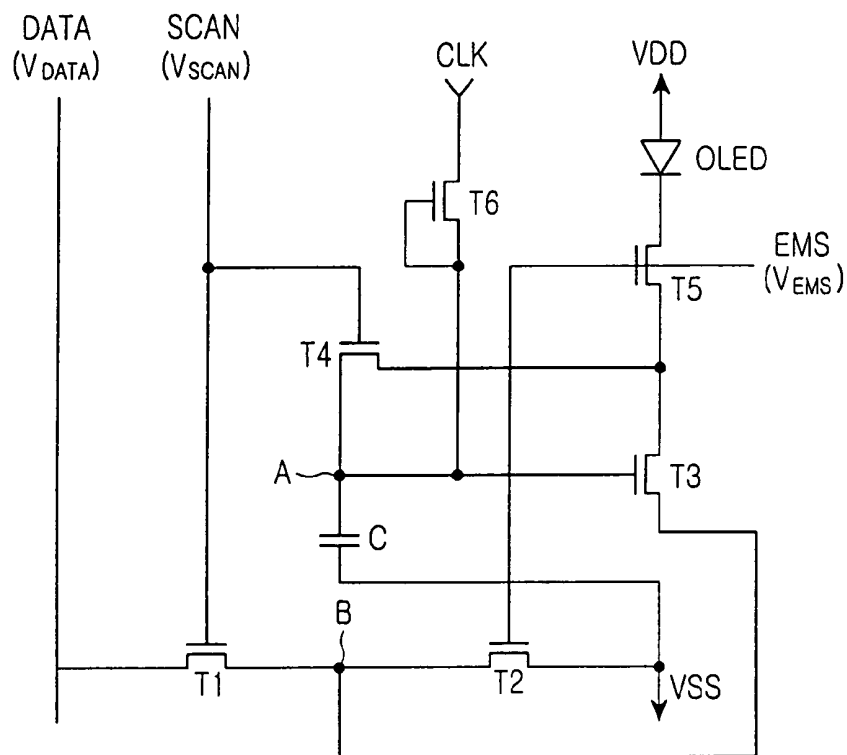 DATA
(VDATA)
SCAN
(VSCAN)
CLK
VDD
OLED
T6
EMS
(VEMS)
T5
T4
A
T3
C
B
T1
T2
VSS